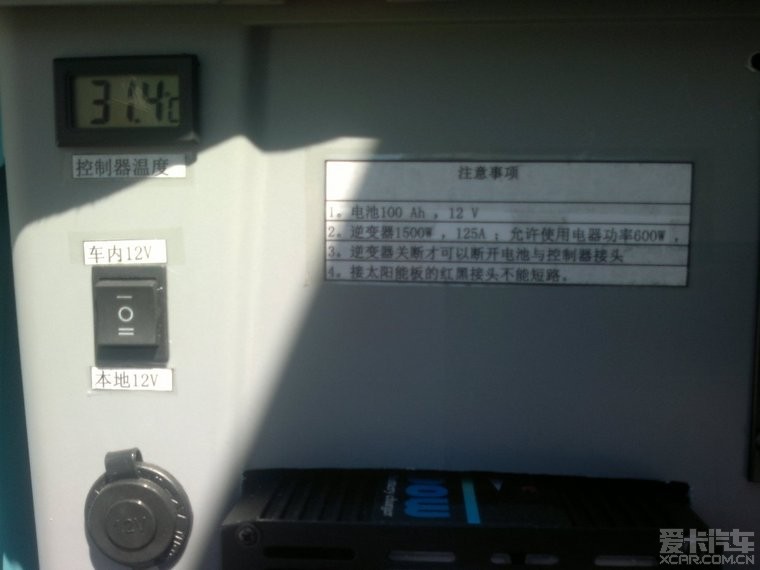 31.4℃
控制器温度
车内12V
本地12V
12V
注意事项
1。电池100 Ah , 12 V
2。逆变器1500W , 125A ; 允许使用电器功率600W .
3。逆变器关断才可以断开电池与控制器接头
4。接太阳能板的红黑接头不能短路。
爱卡汽车
XCAR.COM.CN